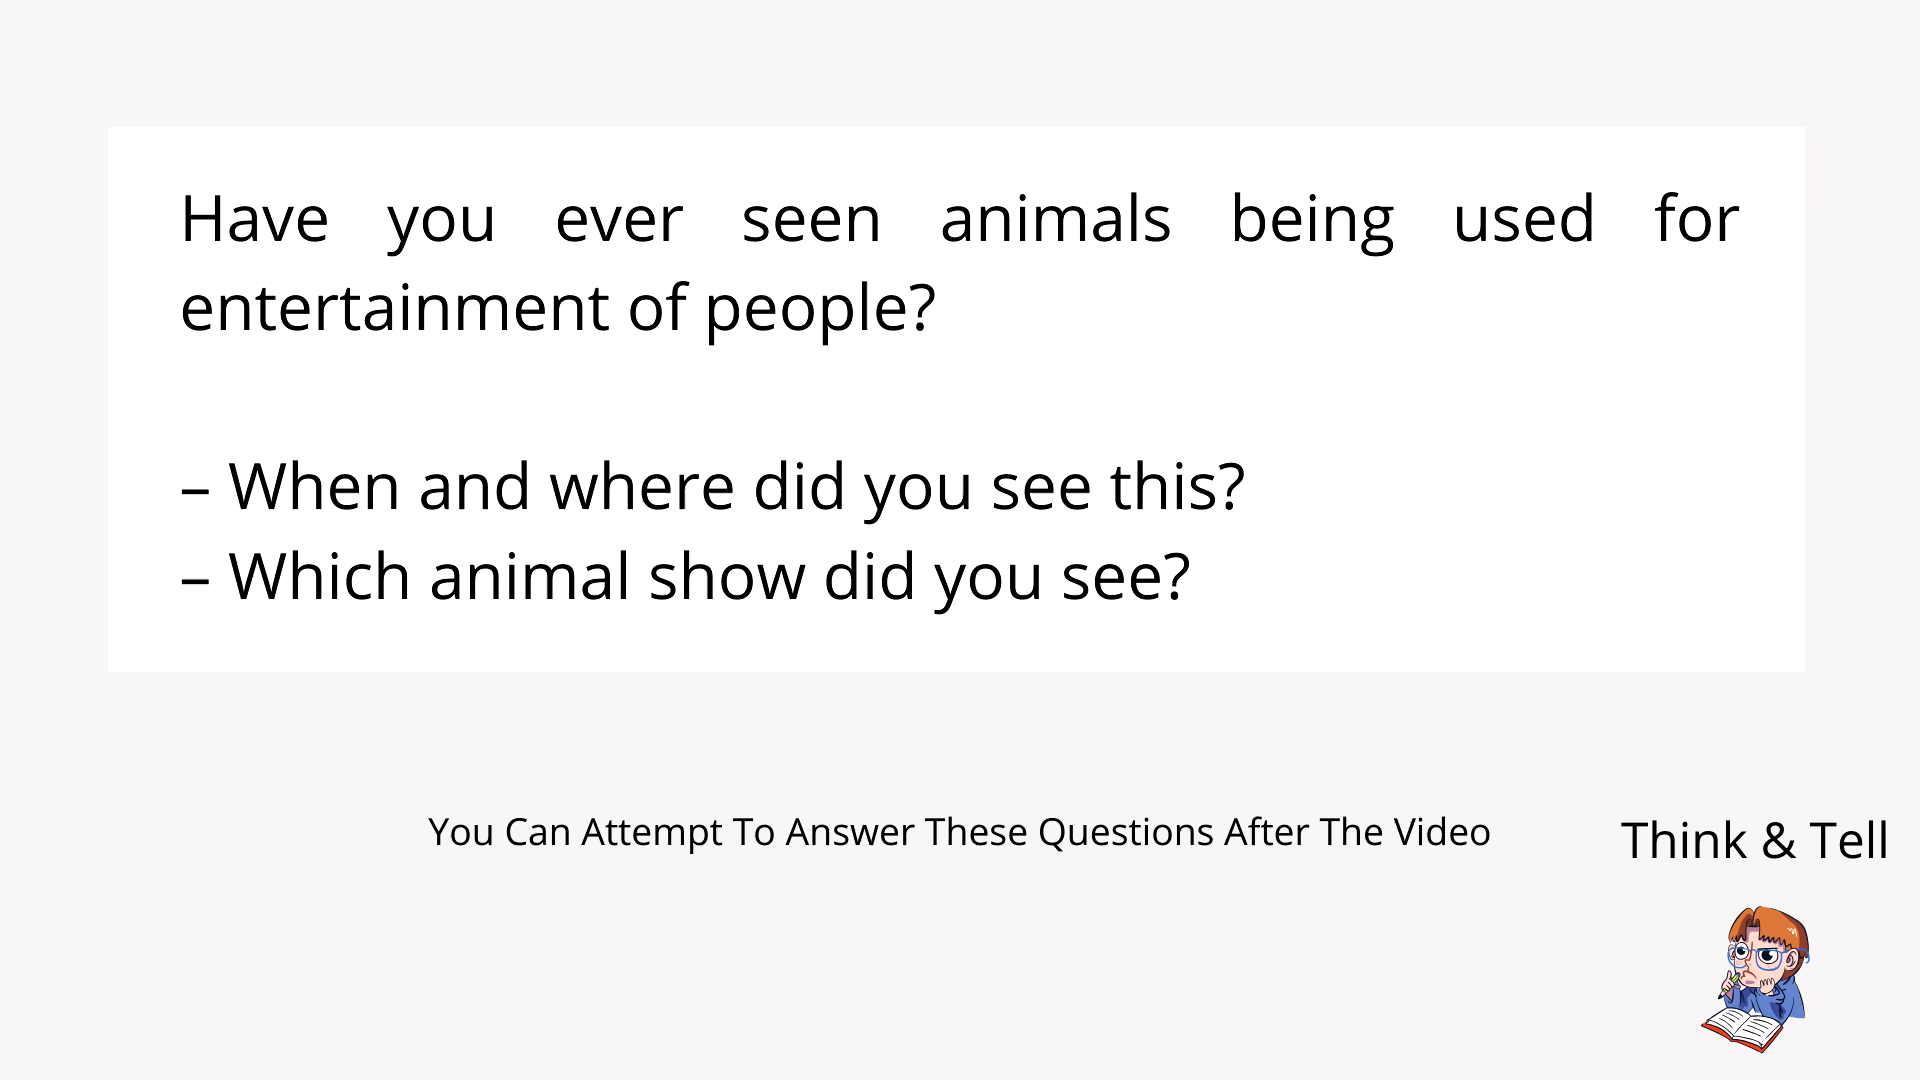 Have you ever seen animals being used for
entertainment of people?
– When and where did you see this?
– Which animal show did you see?
You Can Attempt To Answer These Questions After The Video
Think & Tell